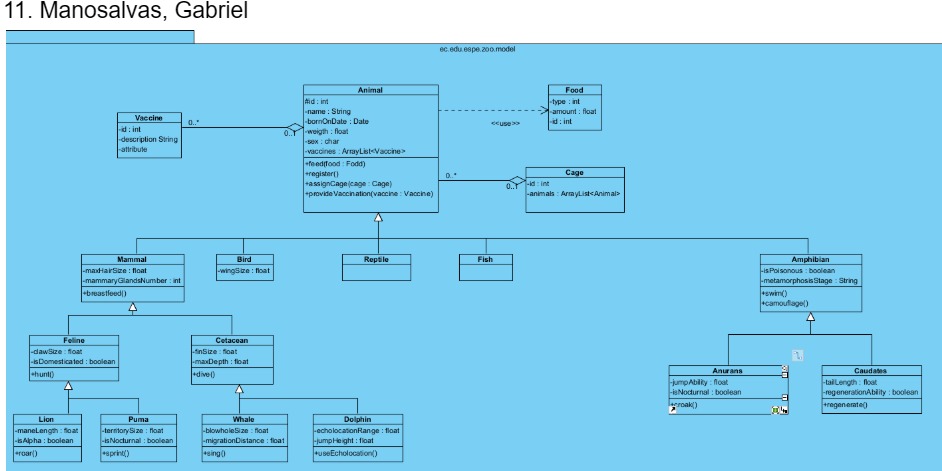 11. Manosalvas, Gabriel
ec.edu.espe.zoo.model
Animal
#id : int
-name : String
-bornOnDate : Date
-weigth : float
-sex : char
-vaccines : ArrayList<Vaccine>
+feed(food : Fodd)
+register()
+assignCage(cage : Cage)
+provideVaccination(vaccine : Vaccine)
Food
-type : int
-amount : float
-id : int
<<use>>
Vaccine
-id : int
-description String
-attribute
0..*
0..1
Cage
-id : int
-animals : ArrayList<Animal>
0..*
0..1
Mammal
-maxHairSize : float
-mammaryGlandsNumber : int
+breastfeed()
Bird
-wingSize : float
Reptile
Fish
Amphibian
-isPoisonous : boolean
-metamorphosisStage : String
+swim()
+camouflage()
Feline
-clawSize : float
-isDomesticated : boolean
+hunt()
Cetacean
-finSize : float
-maxDepth : float
+dive()
Anurans
-jumpAbility : float
-isNocturnal : boolean
+croak()
Caudates
-tailLength : float
-regenerationAbility : boolean
+regenerate()
Lion
-maneLength : float
-isAlpha : boolean
+roar()
Puma
-territorySize : float
-isNocturnal : boolean
+sprint()
Whale
-blowholeSize : float
-migrationDistance : float
+sing()
Dolphin
-echolocationRange : float
-jumpHeight : float
+useEcholocation()